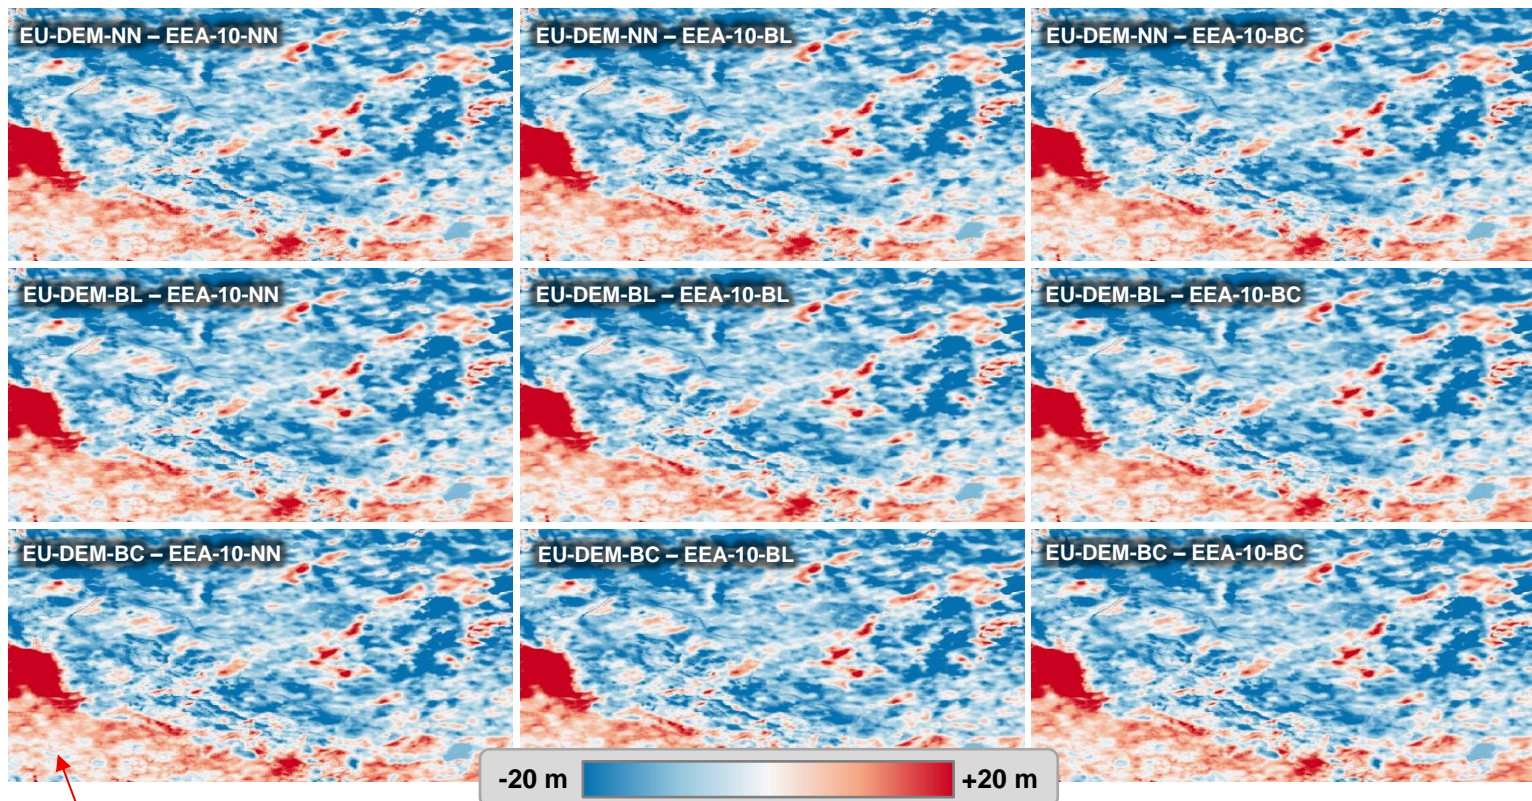 EU-DEM-NN – EEA-10-NN
EU-DEM-NN – EEA-10-BL
EU-DEM-NN – EEA-10-BC
EU-DEM-BL – EEA-10-NN
EU-DEM-BL – EEA-10-BL
EU-DEM-BL – EEA-10-BC
EU-DEM-BC – EEA-10-NN
EU-DEM-BC – EEA-10-BL
EU-DEM-BC – EEA-10-BC
-20 m
+20 m